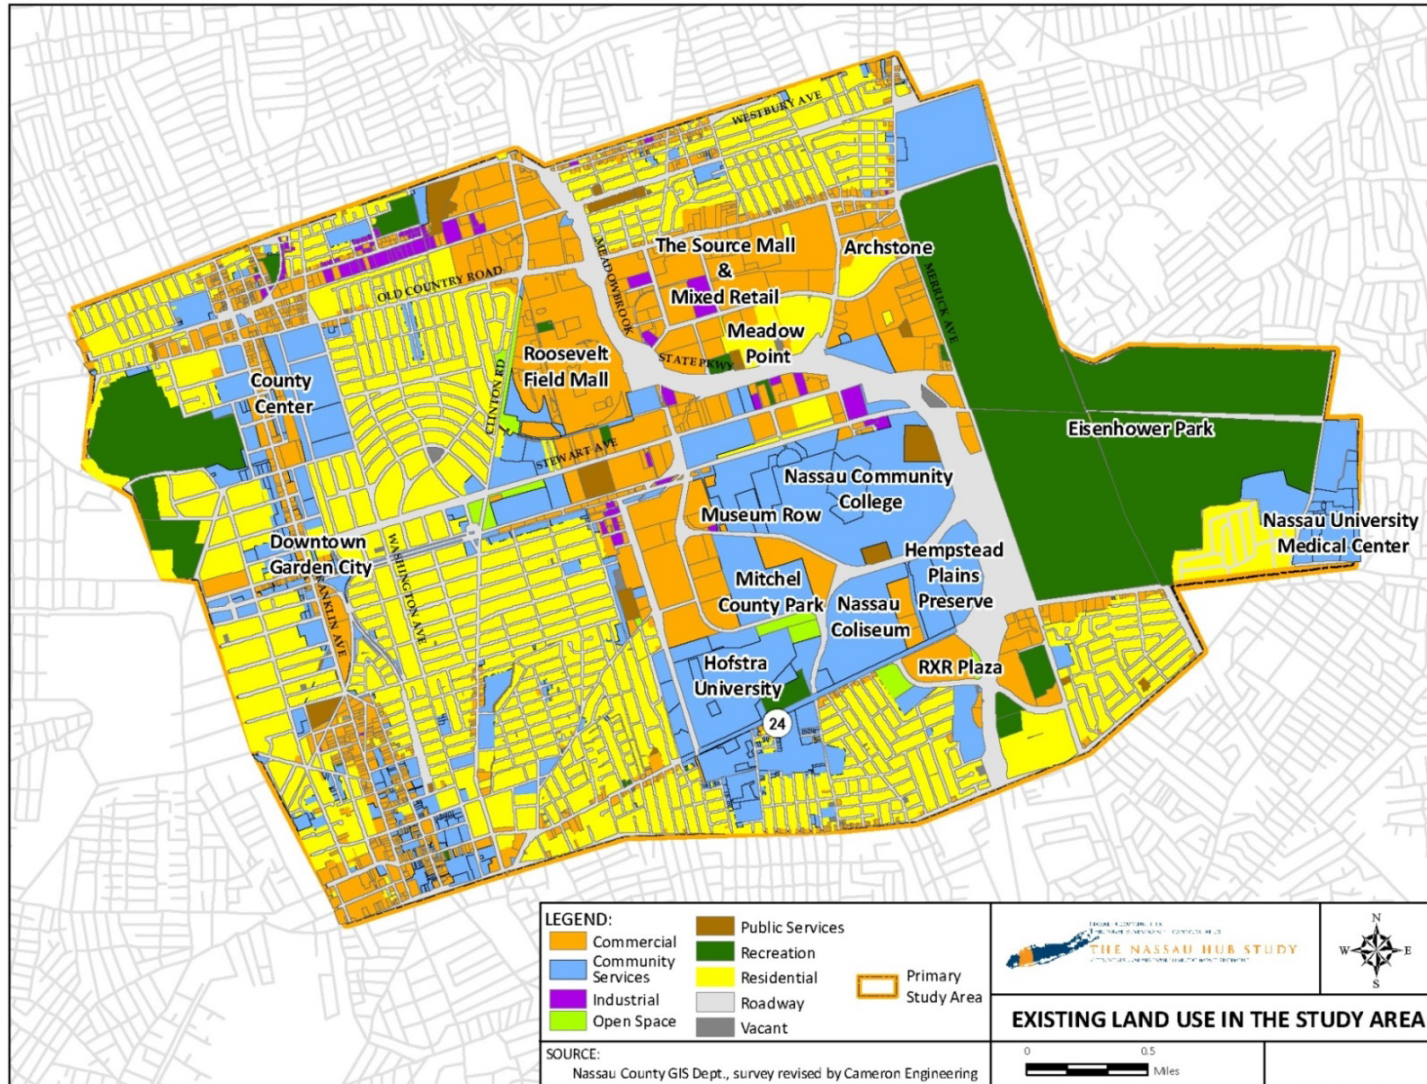 WESTBURY AVE
The Source Mall
&
Mixed Retail
Archstone
MEADOWBROOK
STATE PKWY
MERRICK AVE
OLD COUNTRY ROAD
Meadow
Point
Roosevelt
Field Mall
CLINTON RD
County
Center
Eisenhower Park
STEWART AVE
Nassau Community
College
Museum Row
Nassau University
Medical Center
Downtown
Garden City
WASHINGTON AVE
FRANKLIN AVE
Hempstead
Plains
Preserve
Mitchel
County Park
Nassau
Coliseum
Hofstra
University
RXR Plaza
24
LEGEND:
Commercial
Community
Services
Industrial
Open Space
Public Services
Recreation
Residential
Roadway
Vacant
Primary
Study Area
SOURCE:
Nassau County GIS Dept., survey revised by Cameron Engineering
THE NASSAU HUB STUDY
N
W E
S
EXISTING LAND USE IN THE STUDY AREA
0 0.5
Miles